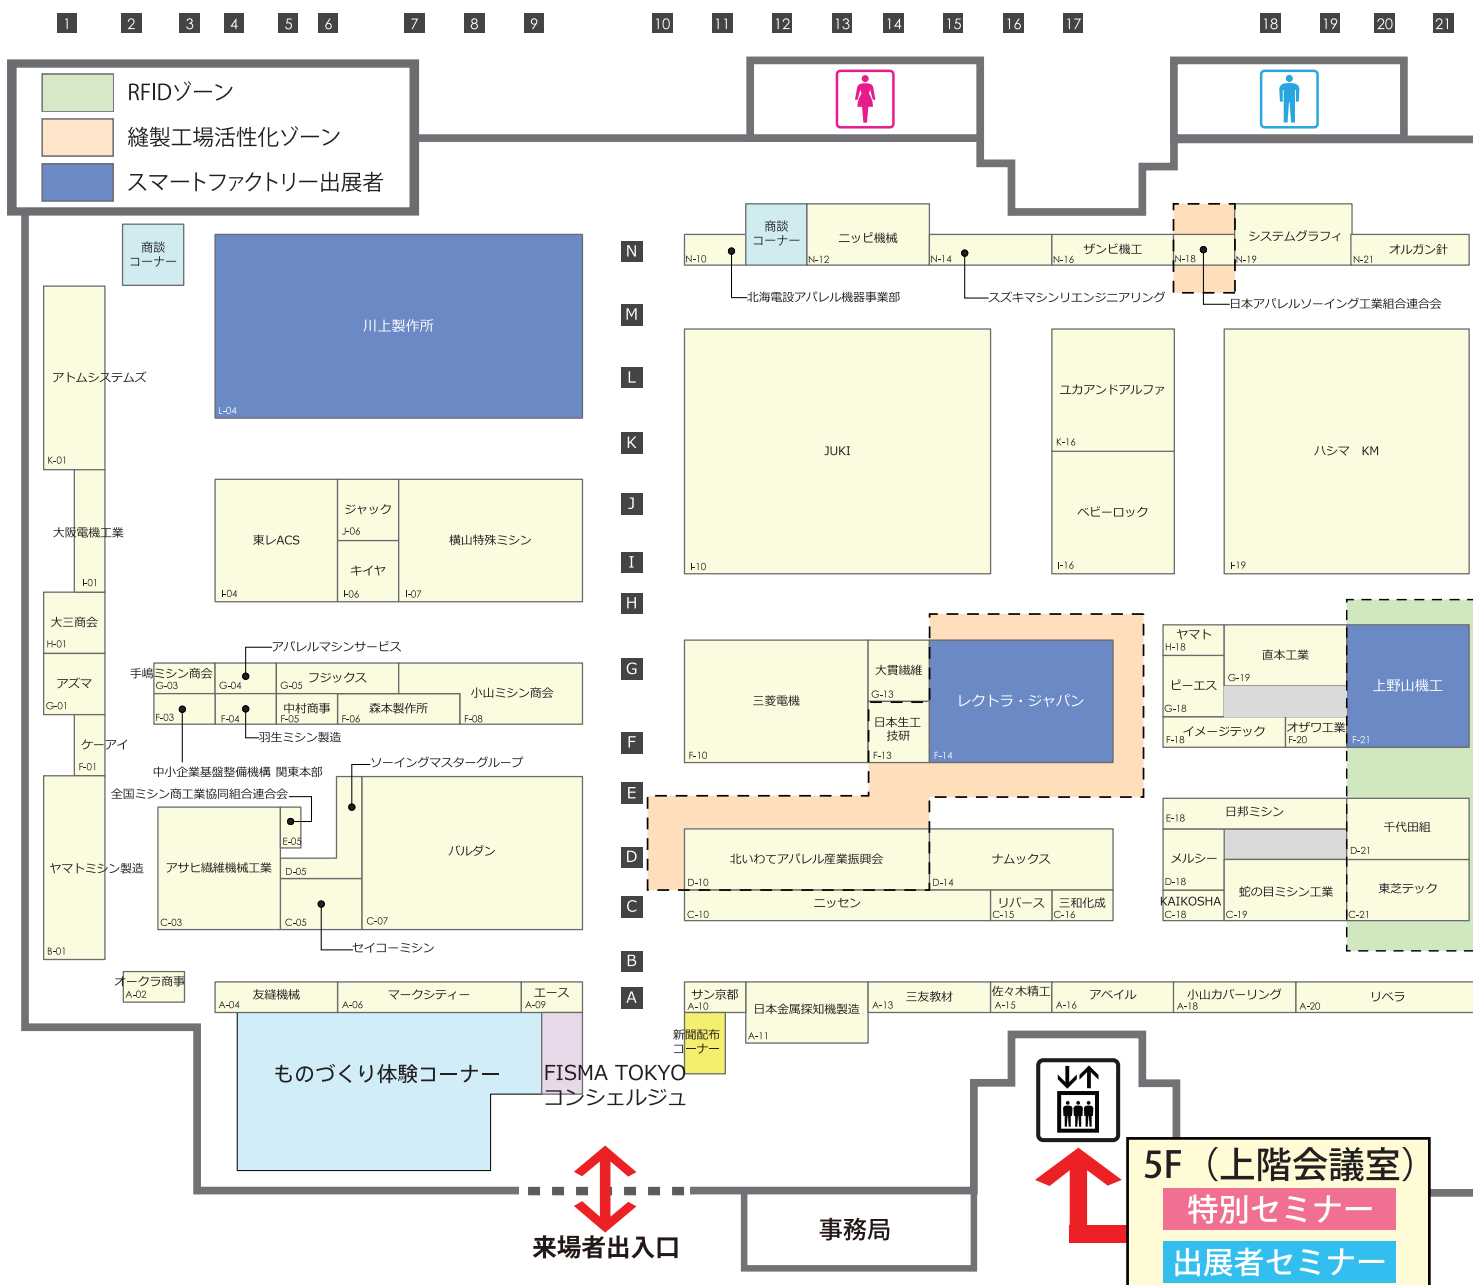 1 2 3 4 5 6 7 8 9 10 11 12 13 14 15 16 17 18 19 20 21
RFIDゾーン
縫製工場活性化ゾーン
スマートファクトリー出展者
商談
コーナー
川上製作所
L-04
アトムシステムズ
K-01
大阪電機工業
I-01
大三商会
H-01
アズマ
G-01
ケーアイ
F-01
ヤマトミシン製造
B-01
東レACS
I-04
ジャック
J-06
キイヤ
I-06
横山特殊ミシン
I-07
アパレルマシンサービス
手嶋ミシン商会
G-03
G-04
フジックス
G-05
小山ミシン商会
F-08
F-03
F-04
中村商事
F-05
森本製作所
F-06
羽生ミシン製造
中小企業基盤整備機構 関東本部
ソーイングマスターグループ
全国ミシン商工業協同組合連合会
E-05
アサヒ繊維機械工業
C-03
D-05
C-05
バルダン
C-07
セイコーミシン
オークラ商事
A-02
友縫機械
A-04
マークシティー
A-06
エース
A-09
ものづくり体験コーナー
FISMA TOKYO
コンシェルジュ
来場者出入口
N
M
L
K
J
I
H
G
F
E
D
C
B
A
N-10
商談
コーナー
ニッピ機械
N-12
N-14
ザンビ機工
N-16
N-18
システムグラフィ
N-19
オルガン針
N-21
北海電設アパレル機器事業部
スズキマシンリエンジニアリング
日本アパレルソーイング工業組合連合会
JUKI
I-10
ユカアンドアルファ
K-16
ベビーロック
I-16
ハシマ KM
I-19
三菱電機
F-10
大貫繊維
G-13
日本生工
技研
F-13
レクトラ・ジャパン
F-14
ヤマト
H-18
ピーエス
G-18
直本工業
G-19
イメージテック
F-18
オザワ工業
F-20
上野山機工
F-21
北いわてアパレル産業振興会
D-10
ナムックス
D-14
ニッセン
C-10
リバース
C-15
三和化成
C-16
日邦ミシン
E-18
メルシー
D-18
KAIKOSHA
C-18
蛇の目ミシン工業
C-19
千代田組
D-21
東芝テック
C-21
サン京都
A-10
日本金属探知機製造
A-11
三友教材
A-13
佐々木精工
A-15
アベイル
A-16
小山カバーリング
A-18
リベラ
A-20
新聞配布
コーナー
事務局
5F（上階会議室）
特別セミナー
出展者セミナー